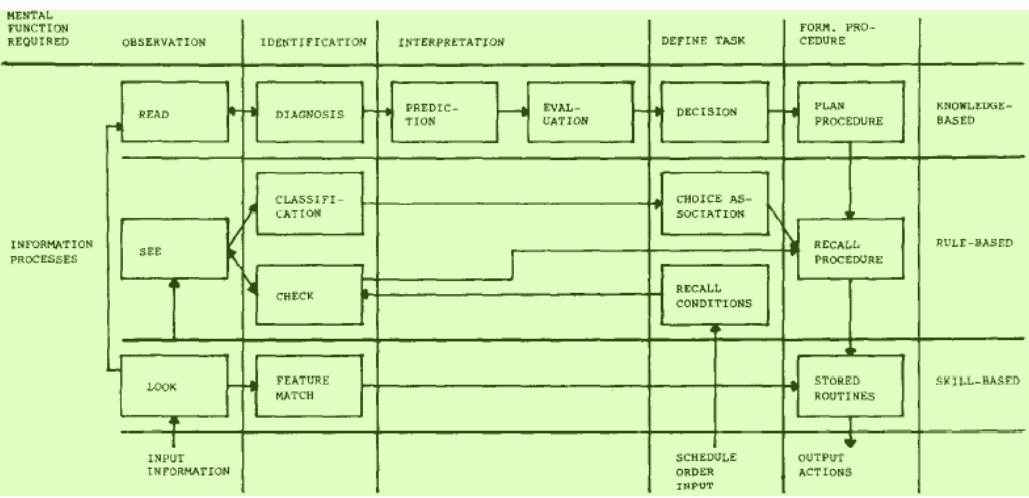 MENTAL
FUNCTION
REQUIRED
OBSERVATION
IDENTIFICATION
INTERPRETATION
DEFINE TASK
FORM. PRO-
CEDURE
READ
DIAGNOSIS
PREDIC-
TION
EVAL-
UATION
DECISION
PLAN
PROCEDURE
KNOWLEDGE-
BASED
CLASSIFI-
CATION
CHOICE AS-
SOCIATION
INFORMATION
PROCESSES
SEE
RECALL
PROCEDURE
RULE-BASED
CHECK
RECALL
CONDITIONS
LOOK
FEATURE
MATCH
STORED
ROUTINES
SKILL-BASED
INPUT
INFORMATION
SCHEDULE
ORDER
INPUT
OUTPUT
ACTIONS